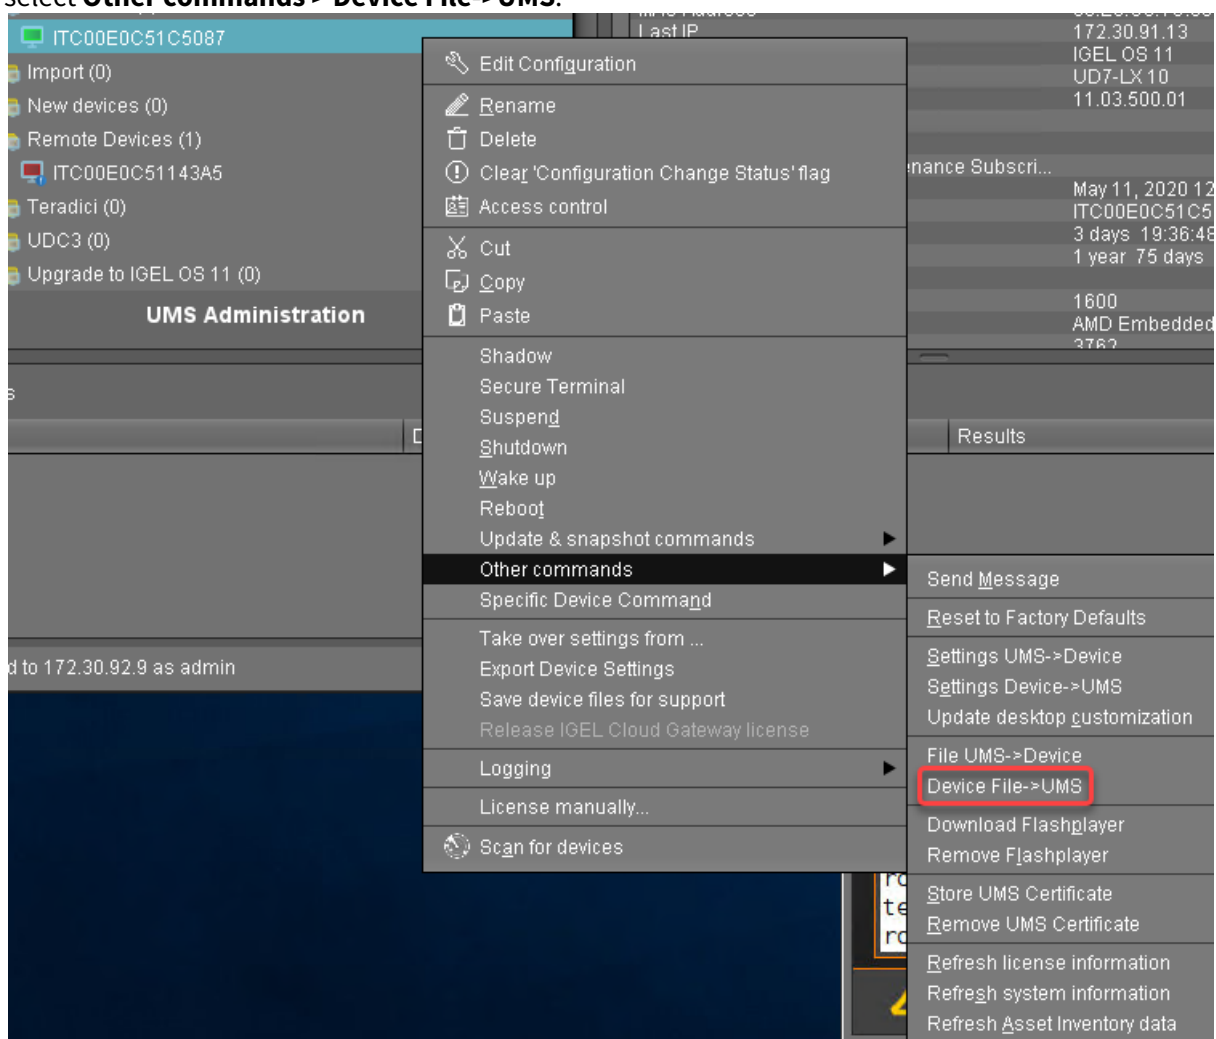 select Other commands > Device File->UMS.
ITC00E0C51C5087
Import (0)
New devices (0)
Remote Devices (1)
ITC00E0C51143A5
Teradici (0)
UDC3 (0)
Upgrade to IGEL OS 11 (0)
UMS Administration
d to 172.30.92.9 as admin
Last IP
172.30.91.13
IGEL OS 11
UD7-LX 10
11.03.500.01
nance Subscri...
May 11, 2020 12
ITC00E0C51C5
3 days 19:36:48
1 year 75 days
1600
AMD Embedded
3762
Results
Edit Configuration
Rename
Delete
Clear 'Configuration Change Status' flag
Access control
Cut
Copy
Paste
Shadow
Secure Terminal
Suspend
Shutdown
Wake up
Reboot
Update & snapshot commands
Other commands
Specific Device Command
Take over settings from ...
Export Device Settings
Save device files for support
Release IGEL Cloud Gateway license
Logging
License manually...
Scan for devices
Send Message
Reset to Factory Defaults
Settings UMS->Device
Settings Device->UMS
Update desktop customization
File UMS->Device
Device File->UMS
Download Flashplayer
Remove Flashplayer
Store UMS Certificate
Remove UMS Certificate
Refresh license information
Refresh system information
Refresh Asset Inventory data